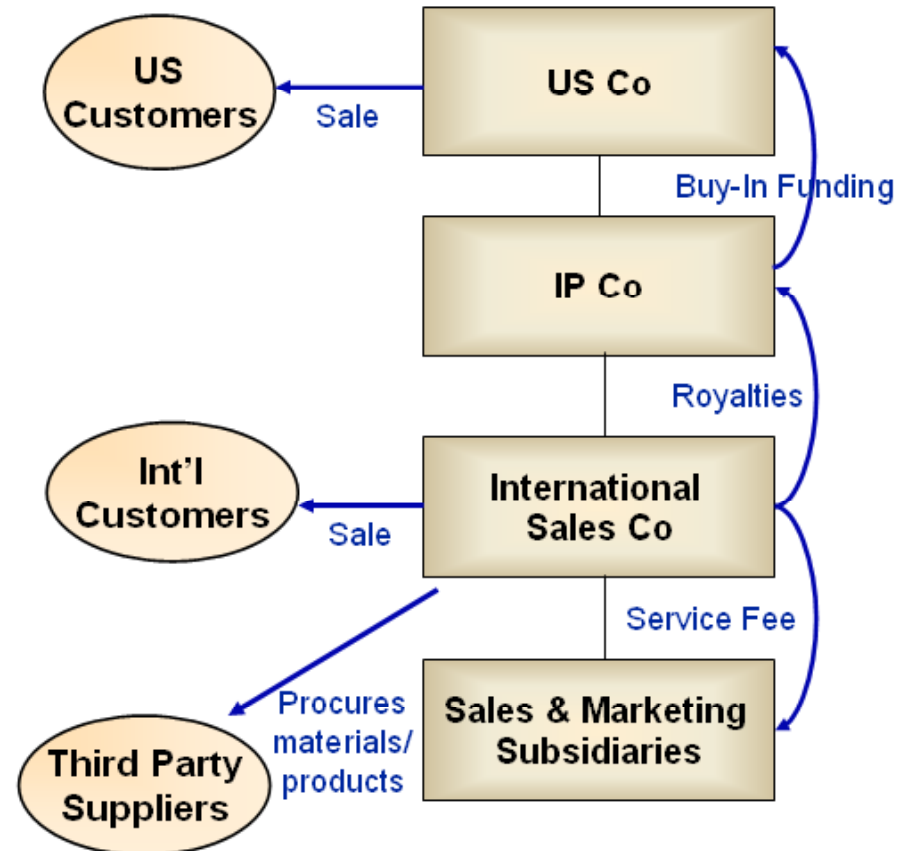 US
Customers
Sale
US Co
Buy-In Funding
IP Co
Royalties
Int'l
Customers
Sale
International
Sales Co
Service Fee
Procures
materials/
products
Third Party
Suppliers
Sales & Marketing
Subsidiaries